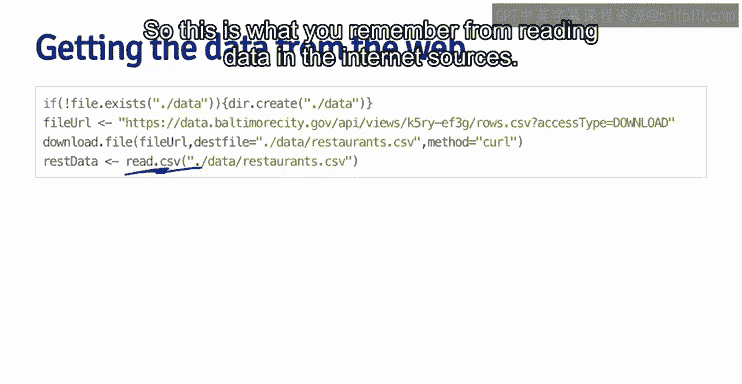 So this is what you remember from reading
data in the internet sources.
Getting the data from the web
if(!file.exists("./data")){dir.create("./data")}
fileUrl <- "https://data.baltimorecity.gov/api/views/k5ry-ef3g/rows.csv?accessType=DOWNLOAD"
download.file(fileUrl,destfile="./data/restaurants.csv",method="curl")
restData <- read.csv("./data/restaurants.csv")